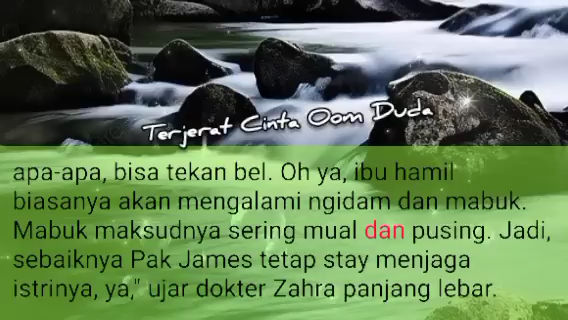 Terjerat Cinta Oom Duda
apa-apa, bisa tekan bel. Oh ya, ibu hamil
biasanya akan mengalami ngidam dan mabuk.
Mabuk maksudnya sering mual dan pusing. Jadi,
sebaiknya Pak James tetap stay menjaga
istrinya, ya," ujar dokter Zahra panjang lebar.